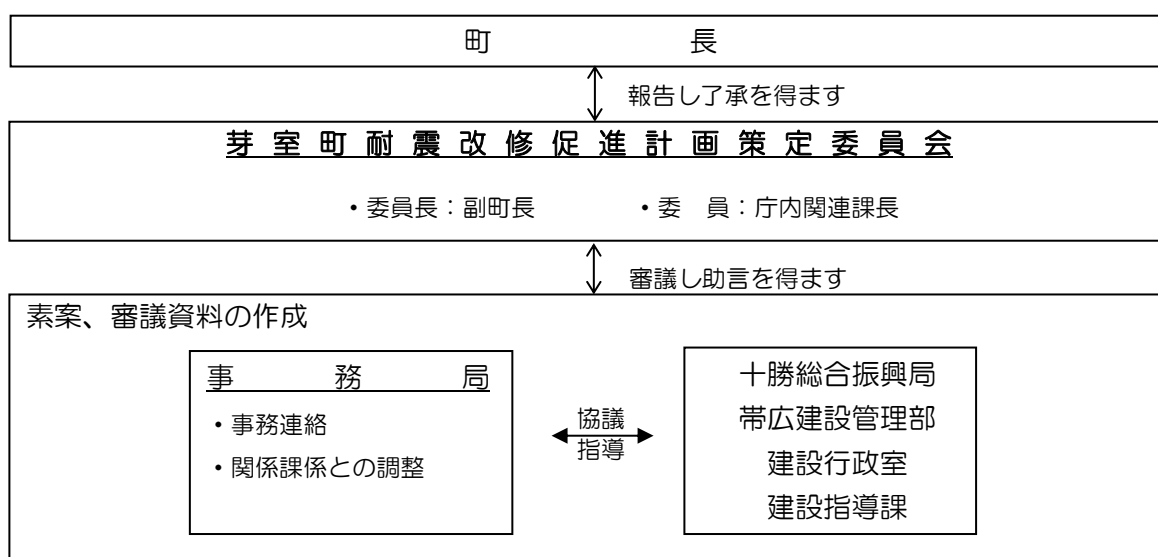 町　　　　　長
報告し了承を得ます
芽室町耐震改修促進計画策定委員会
・委員長：副町長　　　　・委　員：庁内関連課長
審議し助言を得ます
素案、審議資料の作成
事　　務　　局
・事務連絡
・関係課係との調整
協議
指導
十勝総合振興局
帯広建設管理部
建設行政室
建設指導課